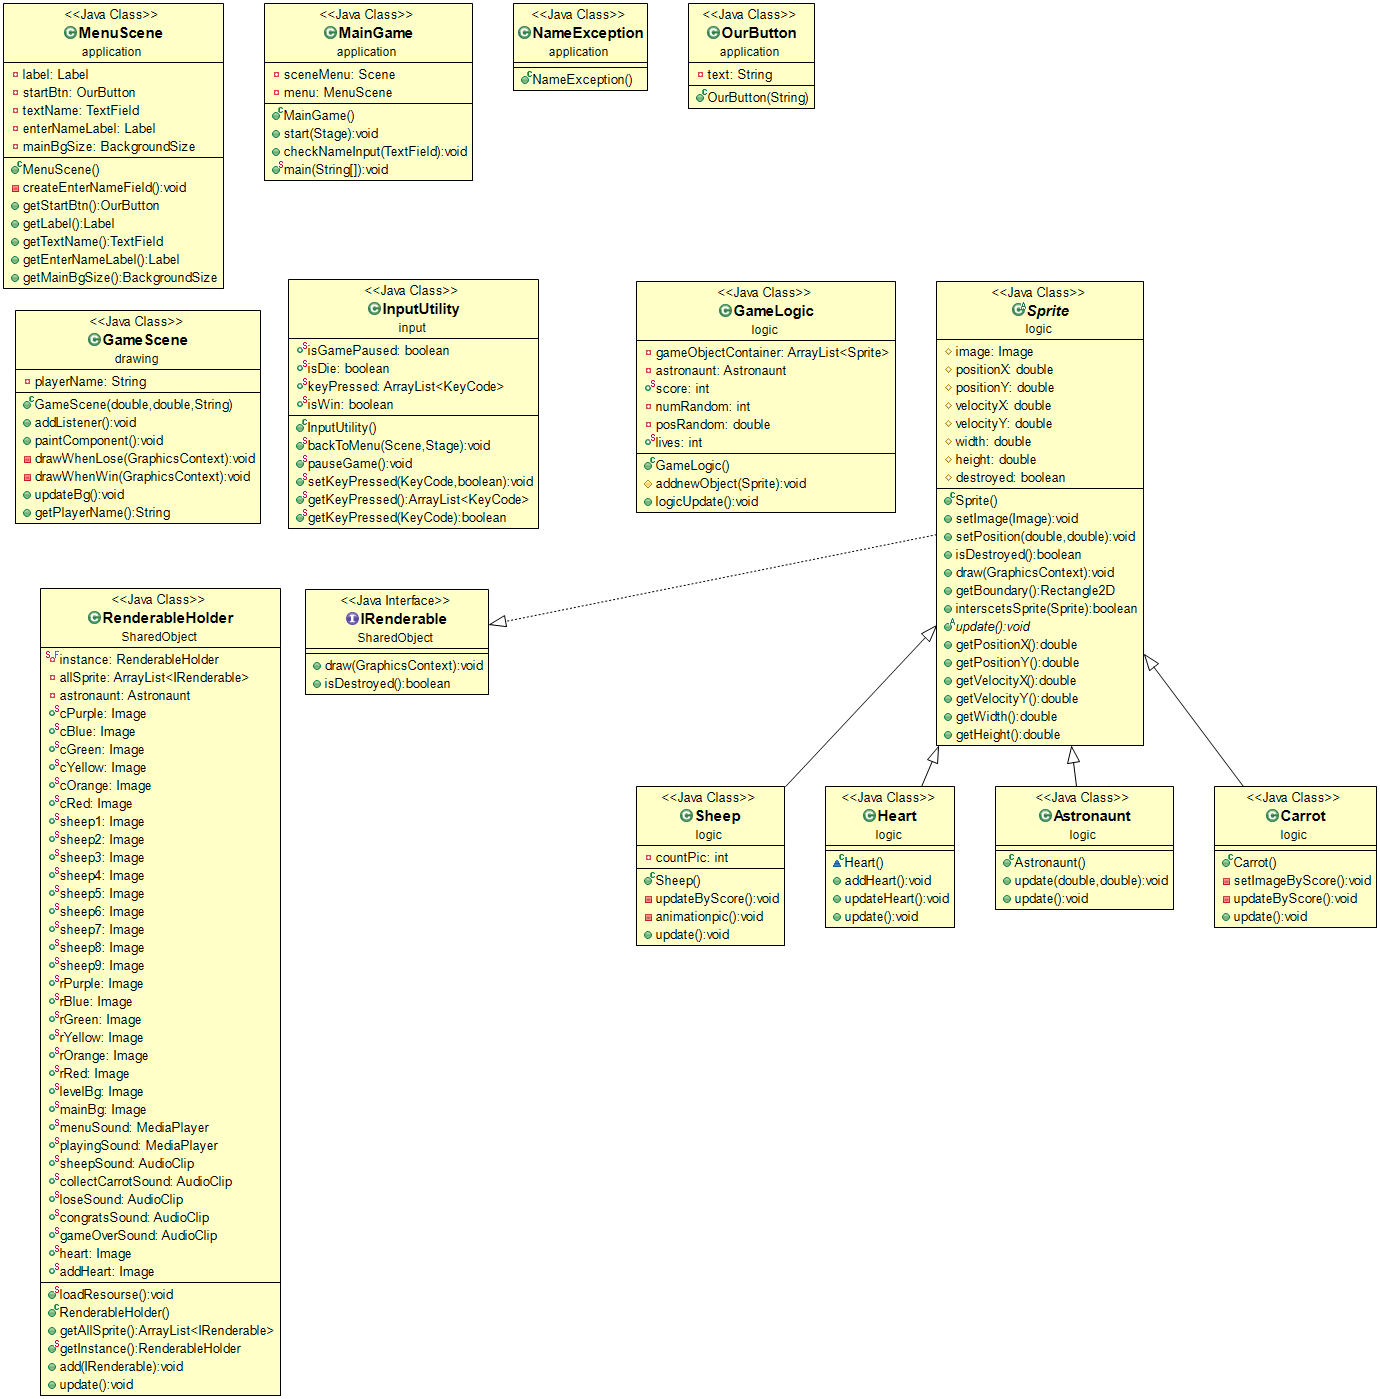 <<Java Class>>
MenuScene
application
label: Label
startBtn: OurButton
textName: TextField
enterNameLabel: Label
mainBgSize: BackgroundSize
MenuScene()
createEnterNameField():void
getStartBtn():OurButton
getLabel():Label
getTextName():TextField
getEnterNameLabel():Label
getMainBgSize():BackgroundSize
<<Java Class>>
MainGame
application
sceneMenu: Scene
menu: MenuScene
MainGame()
start(Stage):void
checkNameInput(TextField):void
main(String[]):void
<<Java Class>>
NameException
application
NameException()
<<Java Class>>
OurButton
application
text: String
OurButton(String)
<<Java Class>>
GameScene
drawing
playerName: String
GameScene(double,double,String)
addListener():void
paintComponent():void
drawWhenLose(GraphicsContext):void
drawWhenWin(GraphicsContext):void
updateBg():void
getPlayerName():String
<<Java Class>>
InputUtility
input
isGamePaused: boolean
isDie: boolean
keyPressed: ArrayList<KeyCode>
isWin: boolean
InputUtility()
backToMenu(Scene,Stage):void
pauseGame():void
setKeyPressed(KeyCode,boolean):void
getKeyPressed():ArrayList<KeyCode>
getKeyPressed(KeyCode):boolean
<<Java Class>>
GameLogic
logic
gameObjectContainer: ArrayList<Sprite>
astronaut: Astronaut
score: int
numRandom: int
posRandom: double
lives: int
GameLogic()
addnewObject(Sprite):void
logicUpdate():void
<<Java Class>>
Sprite
logic
image: Image
positionX: double
positionY: double
velocityX: double
velocityY: double
width: double
height: double
destroyed: boolean
Sprite()
setImage(Image):void
setPosition(double,double):void
isDestroyed():boolean
draw(GraphicsContext):void
getBoundary():Rectangle2D
interscetsSprite(Sprite):boolean
update():void
getPositionX():double
getPositionY():double
getVelocityX():double
getVelocityY():double
getWidth():double
getHeight():double
<<Java Class>>
RenderableHolder
SharedObject
instance: RenderableHolder
allSprite: ArrayList<IRenderable>
astronaut: Astronaut
cPurple: Image
cBlue: Image
cGreen: Image
cYellow: Image
cOrange: Image
cRed: Image
sheep1: Image
sheep2: Image
sheep3: Image
sheep4: Image
sheep5: Image
sheep6: Image
sheep7: Image
sheep8: Image
sheep9: Image
rPurple: Image
rBlue: Image
rGreen: Image
rYellow: Image
rOrange: Image
rRed: Image
levelBg: Image
mainBg: Image
menuSound: MediaPlayer
playingSound: MediaPlayer
sheepSound: AudioClip
collectCarrotSound: AudioClip
loseSound: AudioClip
congratsSound: AudioClip
gameOverSound: AudioClip
heart: Image
addHeart: Image
loadResourse():void
RenderableHolder()
getAllSprite():ArrayList<IRenderable>
getInstance():RenderableHolder
add(IRenderable):void
update():void
<<Java Interface>>
IRenderable
SharedObject
draw(GraphicsContext):void
isDestroyed():boolean
<<Java Class>>
Sheep
logic
countPic: int
Sheep()
updateByScore():void
animationpic():void
update():void
<<Java Class>>
Heart
logic
Heart()
addHeart():void
updateHeart():void
update():void
<<Java Class>>
Astronaunt
logic
Astronaunt()
update(double,double):void
update():void
<<Java Class>>
Carrot
logic
Carrot()
setImageByScore():void
updateByScore():void
update():void